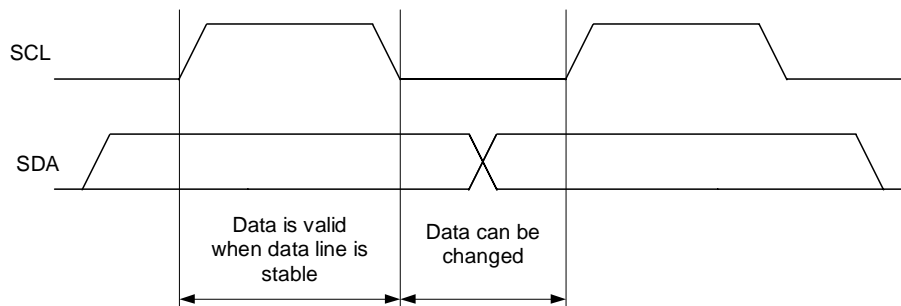 SCL
SDA
Data is valid
when data line is
stable
Data can be
changed